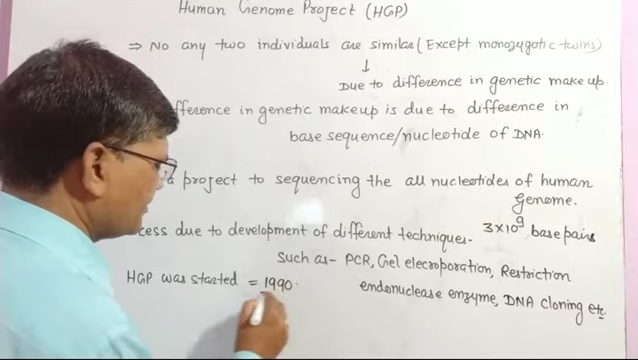 Human Genome Project (HGP)
⇒ No any two individuals are similar (Except monozygotic twins)
↓
Due to difference in genetic make up.
fference in genetic makeup is due to difference in
base sequence/nucleotide of DNA.
a project to sequencing the all nucleotides of human
Genome.
cess due to development of different techniques. 3×10⁹ base pairs
Such as- PCR, Gel elecroporation, Restriction
endonuclease enzyme, DNA cloning etc.
HGP was started = 1990.